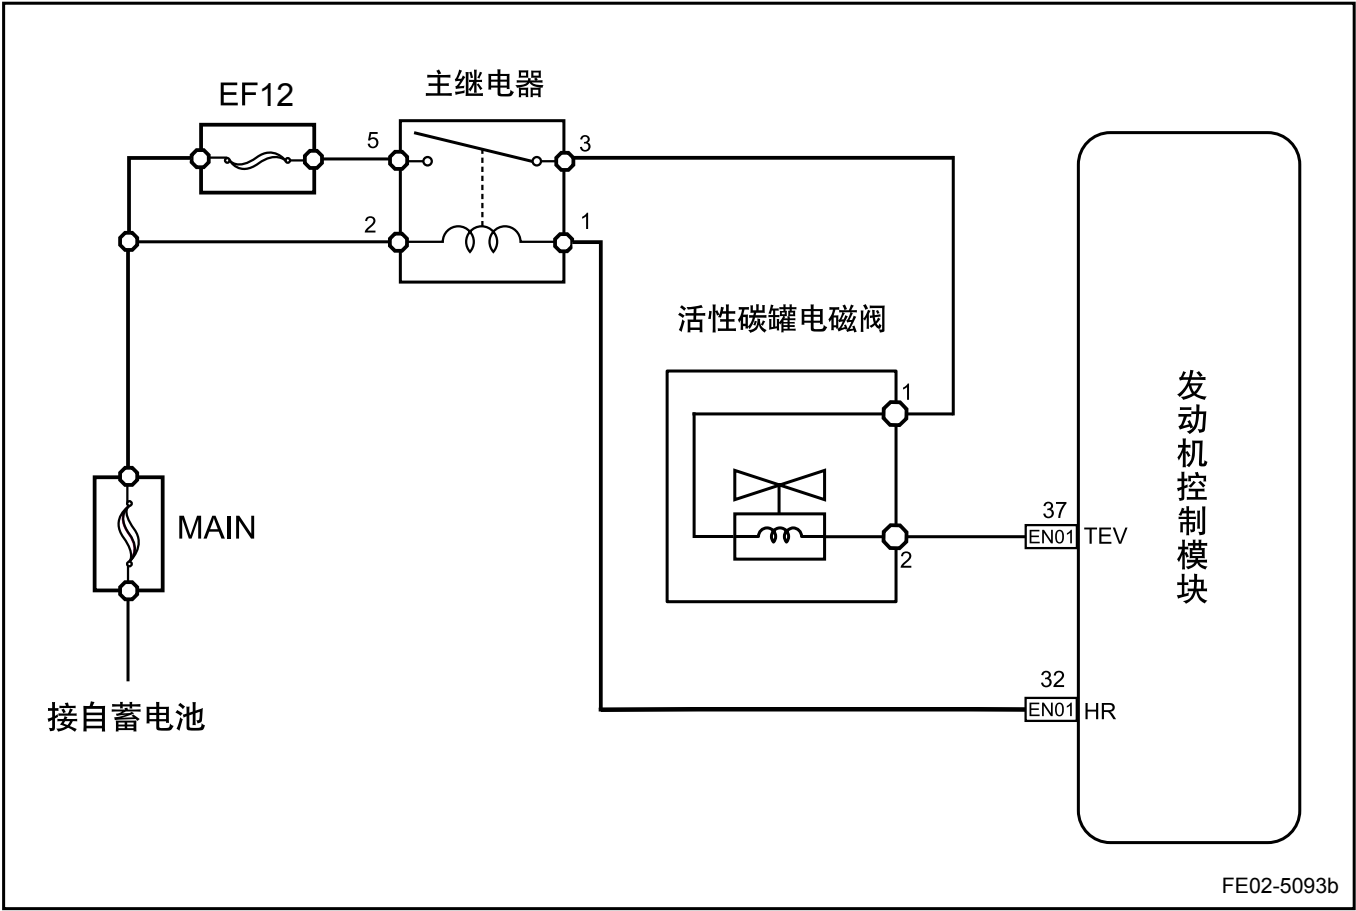 EF12
主继电器
5
3
2
1
活性碳罐电磁阀
1
2
MAIN
接自蓄电池
37
EN01
TEV
32
EN01
HR
发动机控制模块
FE02-5093b